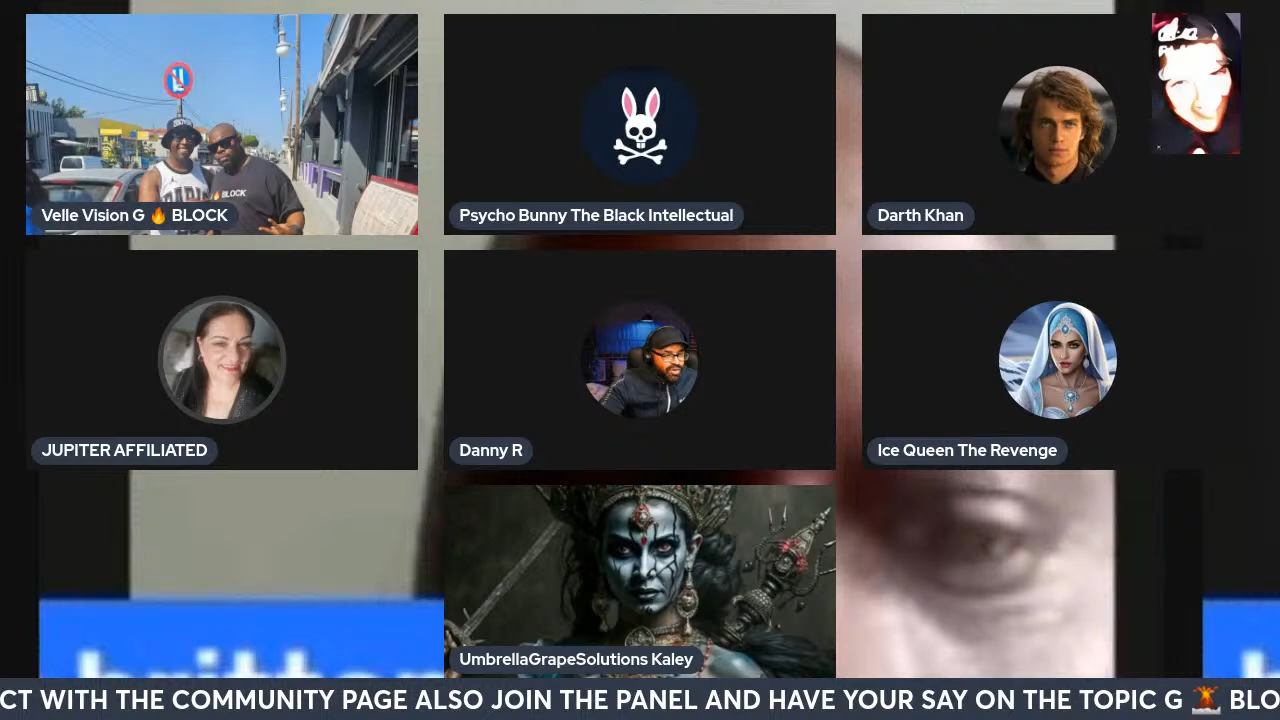 Velle Vision G 🔥 BLOCK
Psycho Bunny The Black Intellectual
Darth Khan
JUPITER AFFILIATED
Danny R
Ice Queen The Revenge
UmbrellaGrapeSolutions Kaley
CT WITH THE COMMUNITY PAGE ALSO JOIN THE PANEL AND HAVE YOUR SAY ON THE TOPIC G 🌋 BLO